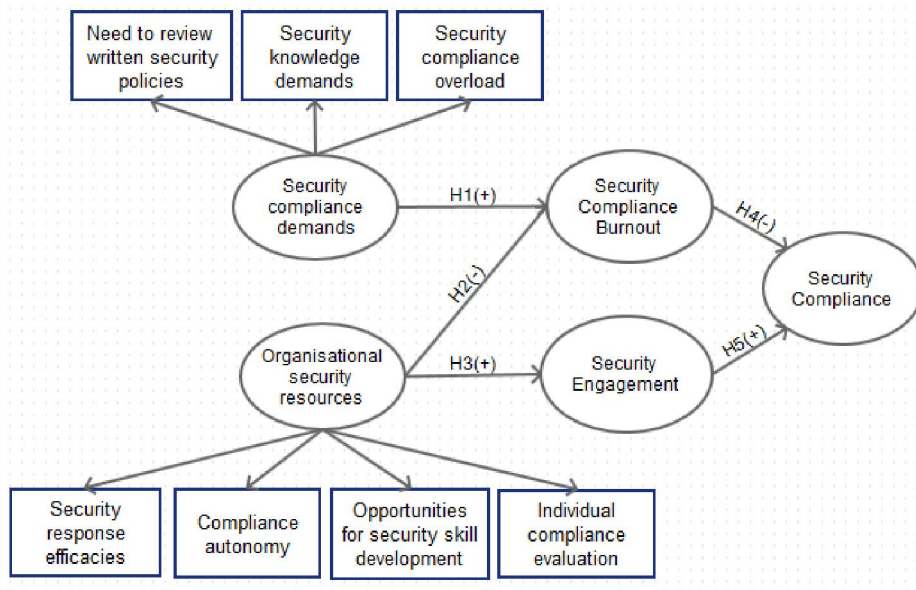 Need to review
written security
policies
Security
knowledge
demands
Security
compliance
overload
Security
compliance
demands
H1(+)
Security
Compliance
Burnout
H4(-)
H2(-)
Security
Compliance
Organisational
security
resources
H3(+)
Security
Engagement
H5(+)
Security
response
efficacies
Compliance
autonomy
Opportunities
for security skill
development
Individual
compliance
evaluation